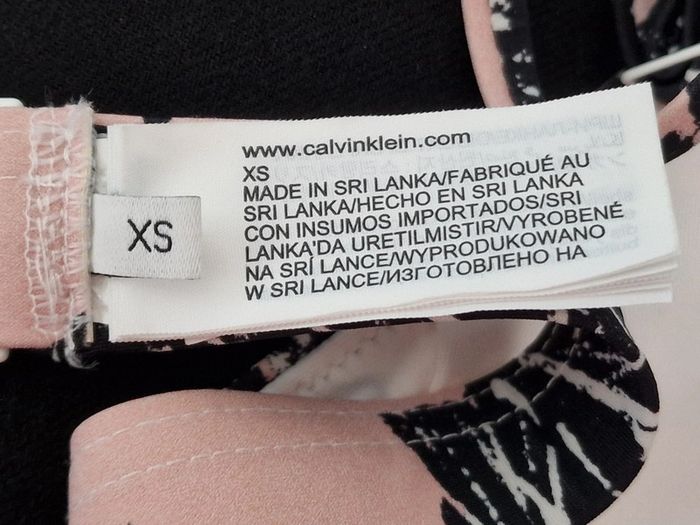 www.calvinklein.com
XS
MADE IN SRI LANKA/FABRIQUÉ AU
SRI LANKA/HECHO EN SRI LANKA
CON INSUMOS IMPORTADOS/SRI
LANKA'DA URETILMISTIR/VYROBENÉ
NA SRÍ LANCE/WYPRODUKOWANO
W SRI LANCE/ИЗГОТОВЛЕНО НА
XS